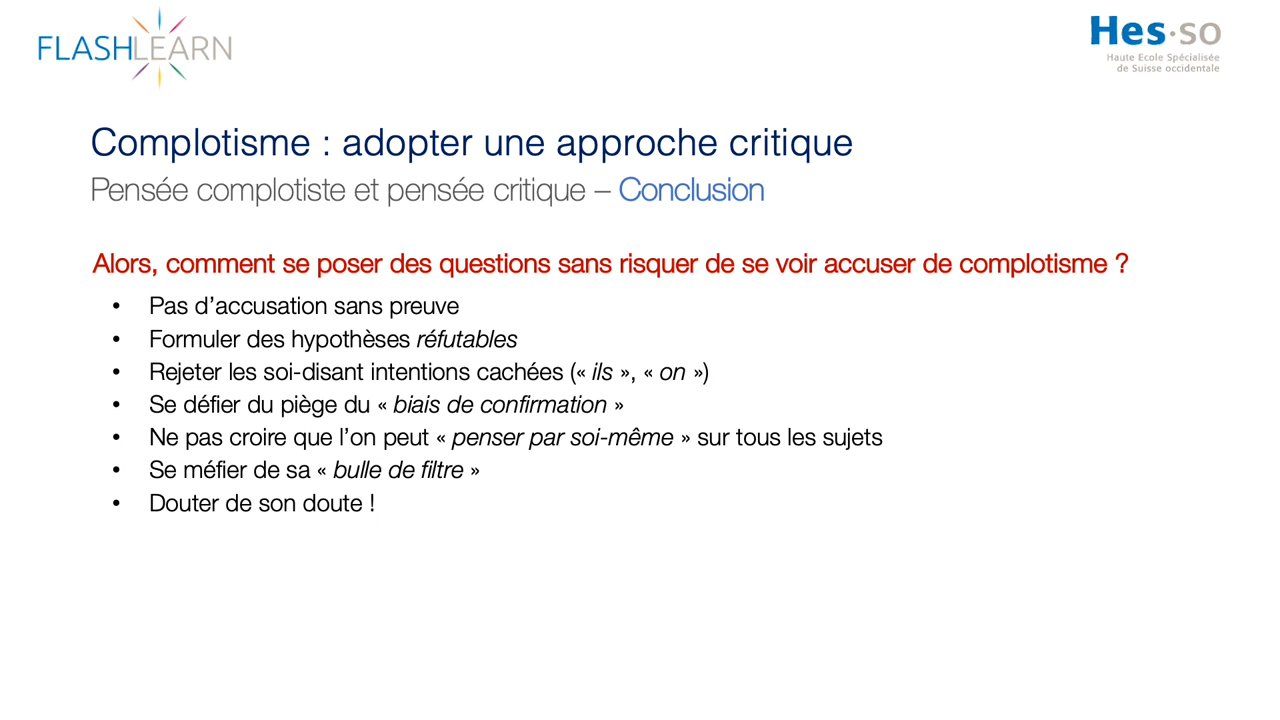 FLASHLEARN
Hes·so
Haute Ecole Spécialisée
de Suisse occidentale
Complotisme : adopter une approche critique
Pensée complotiste et pensée critique – Conclusion
Alors, comment se poser des questions sans risquer de se voir accuser de complotisme ?
• Pas d’accusation sans preuve
• Formuler des hypothèses réfutables
• Rejeter les soi-disant intentions cachées (« ils », « on »)
• Se défier du piège du « biais de confirmation »
• Ne pas croire que l’on peut « penser par soi-même » sur tous les sujets
• Se méfier de sa « bulle de filtre »
• Douter de son doute !